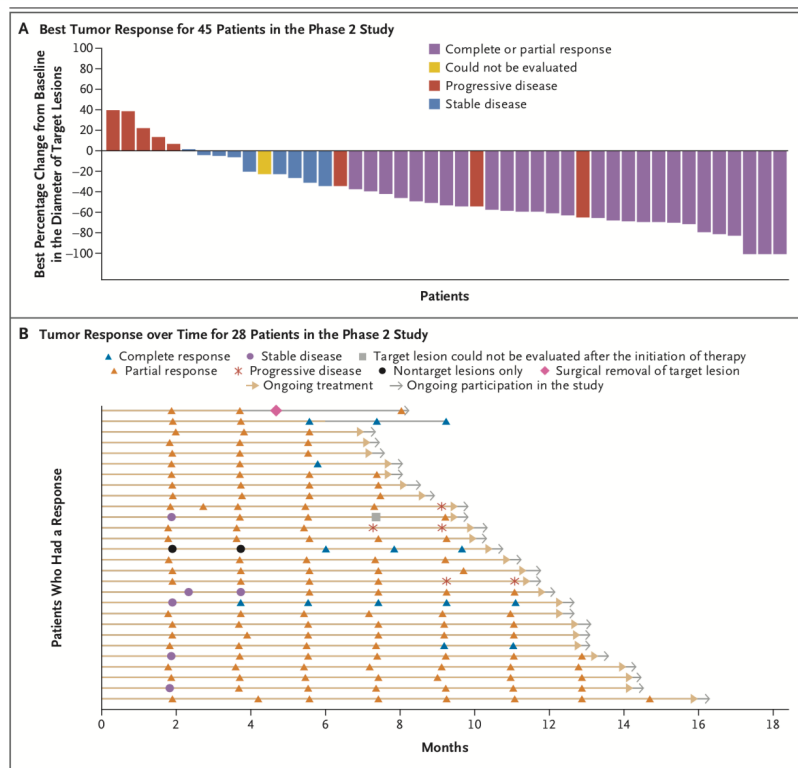 A Best Tumor Response for 45 Patients in the Phase 2 Study
Best Percentage Change from Baseline
in the Diameter of Target Lesions
100
80
60
40
20
0
−20
−40
−60
−80
−100
Complete or partial response
Could not be evaluated
Progressive disease
Stable disease
Patients
B Tumor Response over Time for 28 Patients in the Phase 2 Study
Complete response Stable disease Target lesion could not be evaluated after the initiation of therapy
Partial response Progressive disease Nontarget lesions only Surgical removal of target lesion
Ongoing treatment Ongoing participation in the study
Patients Who Had a Response
0 2 4 6 8 10 12 14 16 18
Months